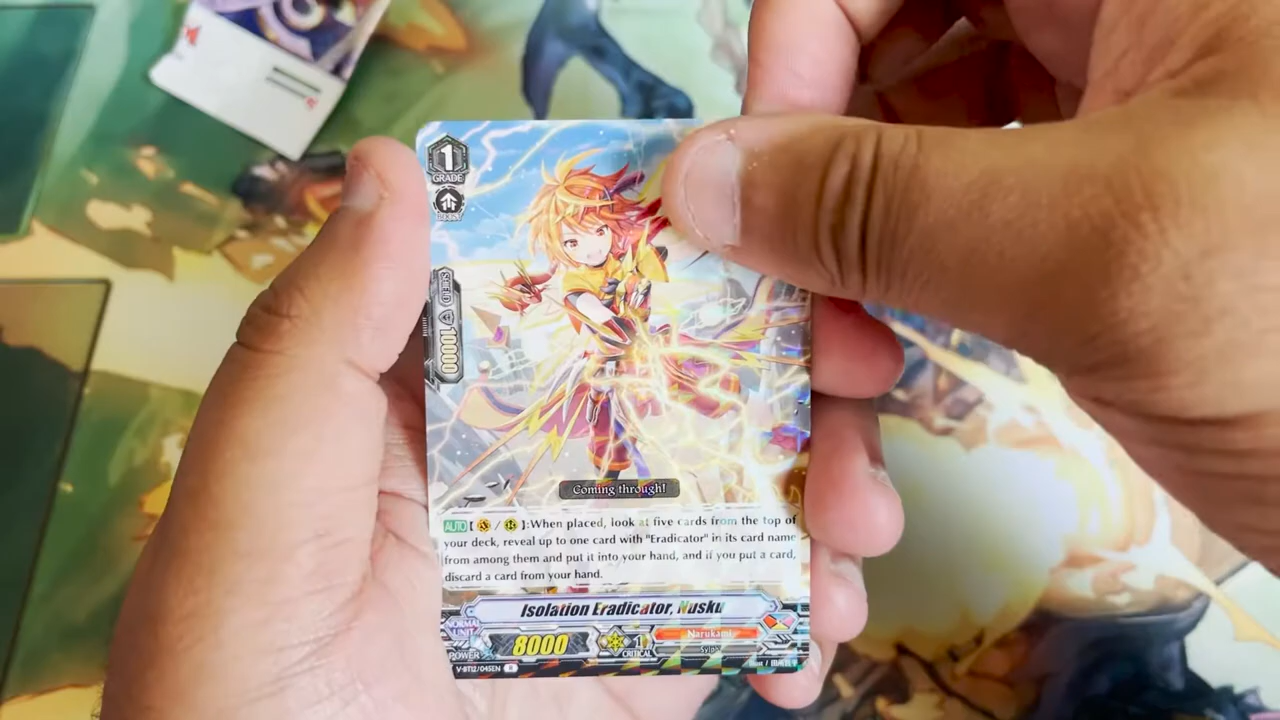 1
GRADE
BOOST
SHIELD 10000
Coming through!
AUTO [ / ]:When placed, look at five cards from the top of
your deck, reveal up to one card with "Eradicator" in its card name
from among them and put it into your hand, and if you put a card,
discard a card from your hand.
Isolation Eradicator, Nusku
NORMAL
UNIT
POWER 8000 1 CRITICAL
Narukami
Sylph
V-BT12/045EN R